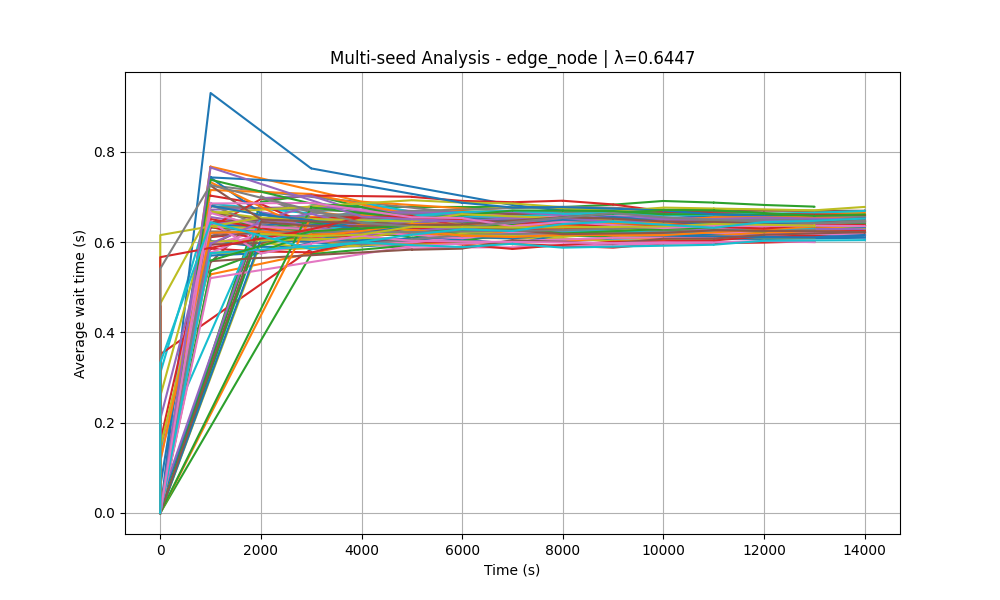 Multi-seed Analysis - edge_node | λ=0.6447
Average wait time (s)
0.8
0.6
0.4
0.2
0.0
0 2000 4000 6000 8000 10000 12000 14000
Time (s)